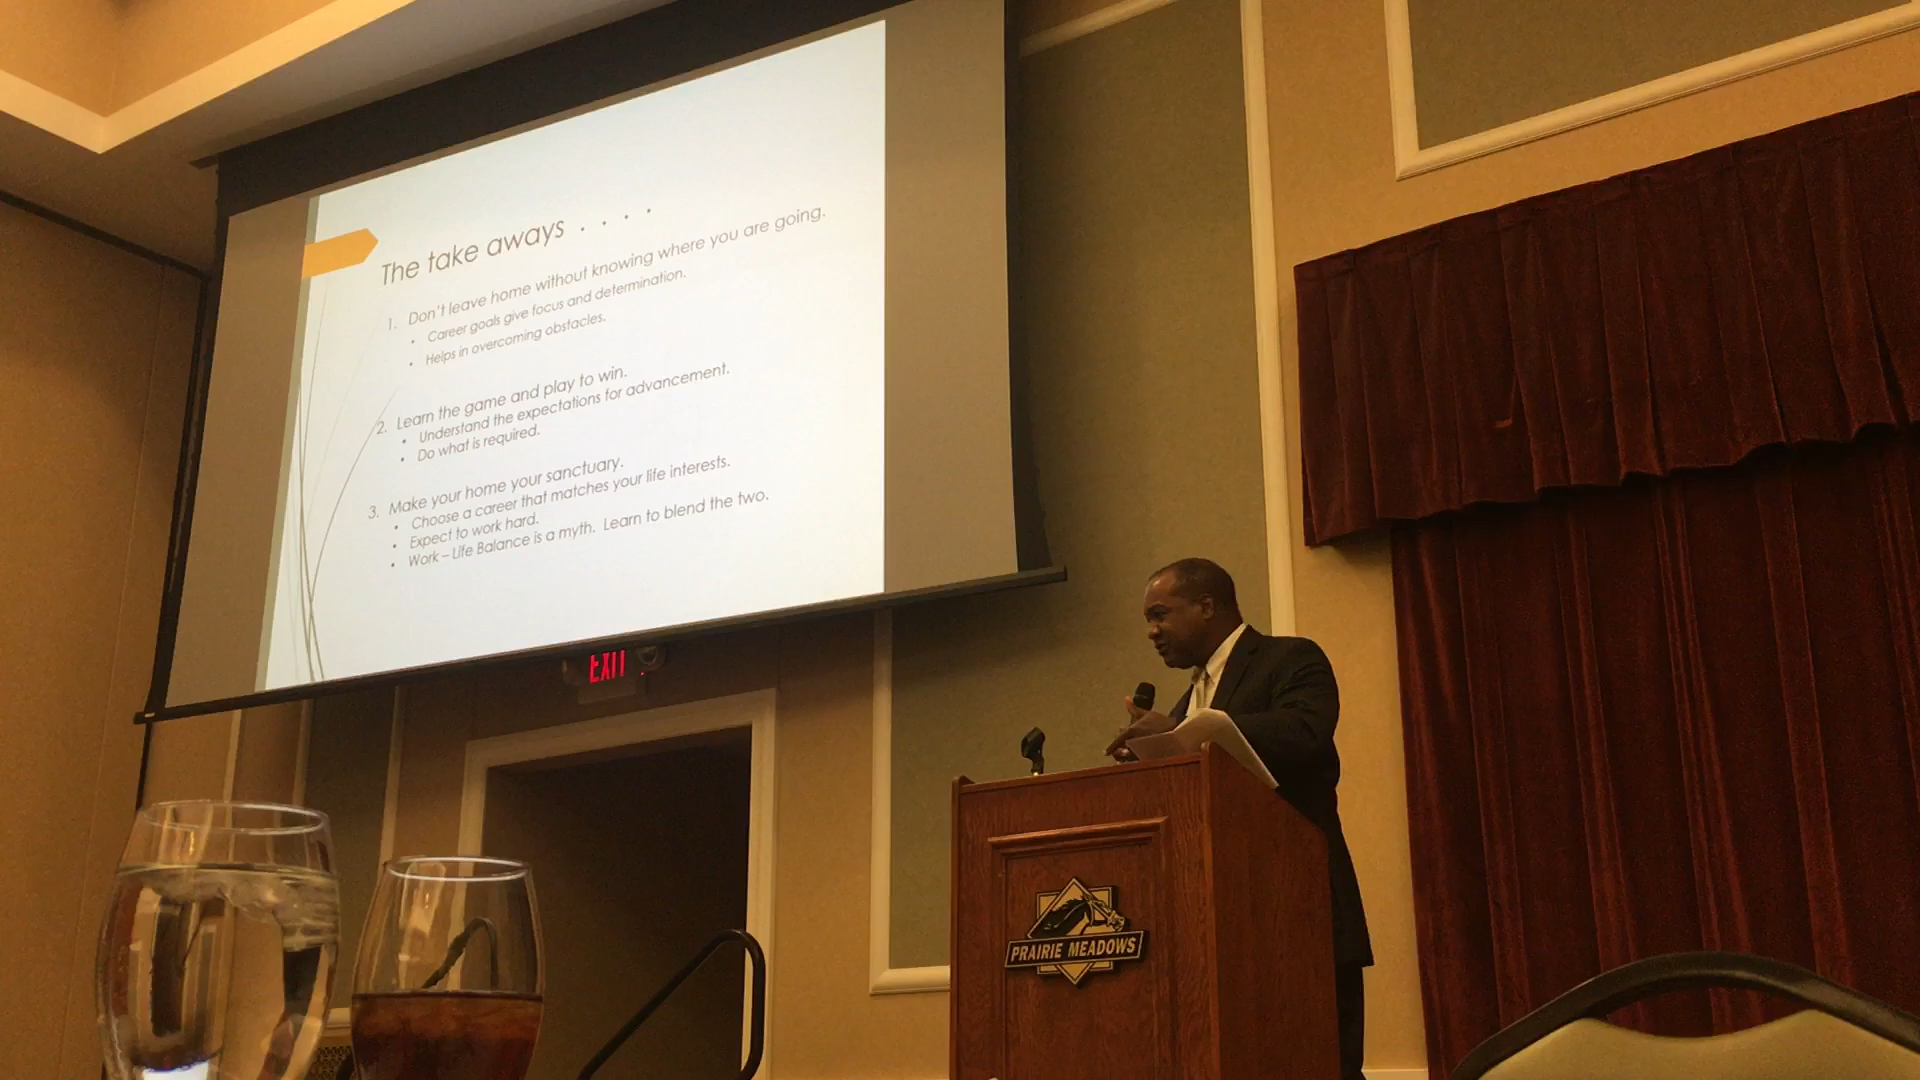 The take aways . . . .
1. Don't leave home without knowing where you are going.
• Career goals give focus and determination.
• Helps in overcoming obstacles.
2. Learn the game and play to win.
• Understand the expectations for advancement.
• Do what is required.
3. Make your home your sanctuary.
• Choose a career that matches your life interests.
• Expect to work hard.
• Work – Life Balance is a myth. Learn to blend the two.
EXIT
PRAIRIE MEADOWS